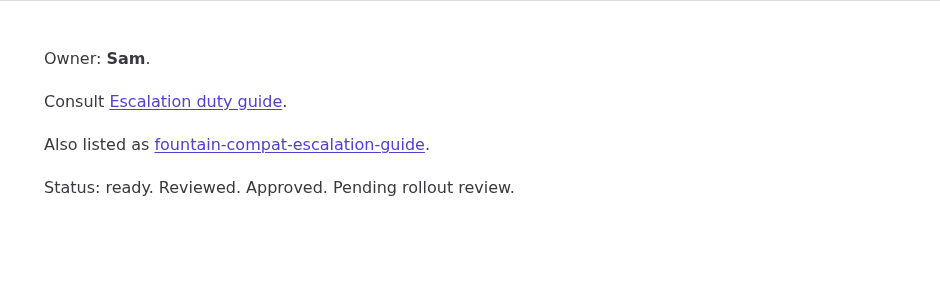 Owner: Sam.
Consult Escalation duty guide.
Also listed as fountain-compat-escalation-guide.
Status: ready. Reviewed. Approved. Pending rollout review.